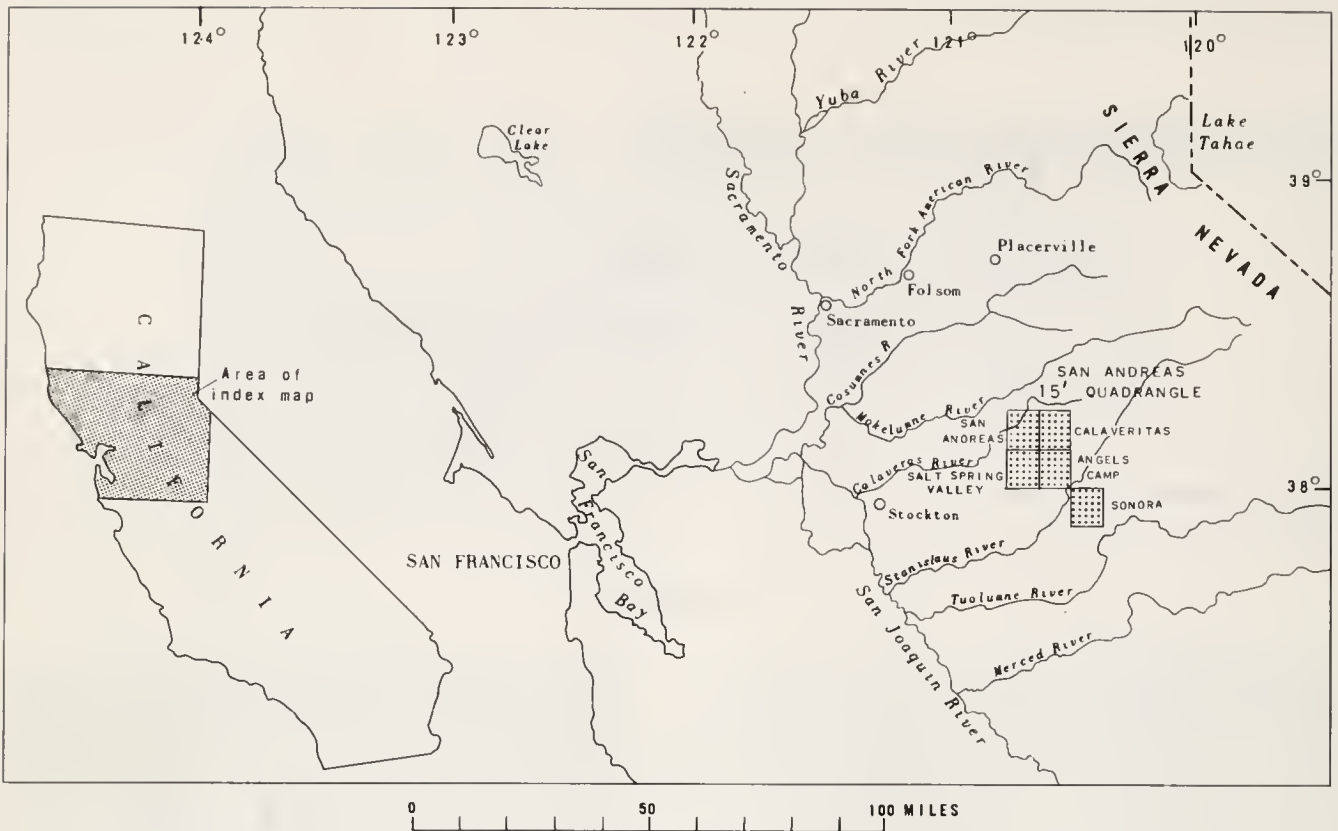 124°
123°
122°
121°
120°
Yuba River
Clear
Lake
SIERRA
NEVADA
Lake
Tahae
39°
Sacramento
River
North Fork American River
Placerville
Folsom
Sacramento
CALIFORNIA
Area of
index map
Cosumnes R
Mokelumne River
SAN ANDREAS
15' QUADRANGLE
SAN
ANDREAS
CALAVERITAS
Calaveras River
SALT SPRING
VALLEY
ANGELS
CAMP
38°
SONORA
Stockton
San
Francisco
Bay
SAN FRANCISCO
Stanislaus River
Tuolumne River
San Joaquin River
Merced River
0 50 100 MILES